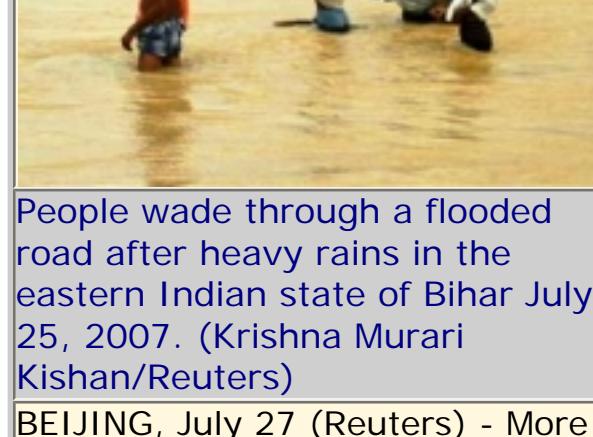 People wade through a flooded
road after heavy rains in the
eastern Indian state of Bihar July
25, 2007. (Krishna Murari
Kishan/Reuters)
BEIJING, July 27 (Reuters) - More